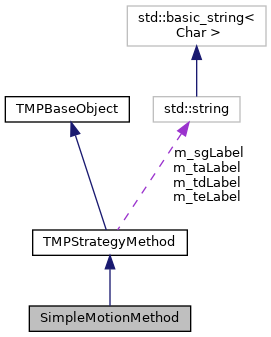 std::basic_string<
Char >
TMPBaseObject
std::string
m_sgLabel
m_taLabel
m_tdLabel
m_teLabel
TMPStrategyMethod
SimpleMotionMethod